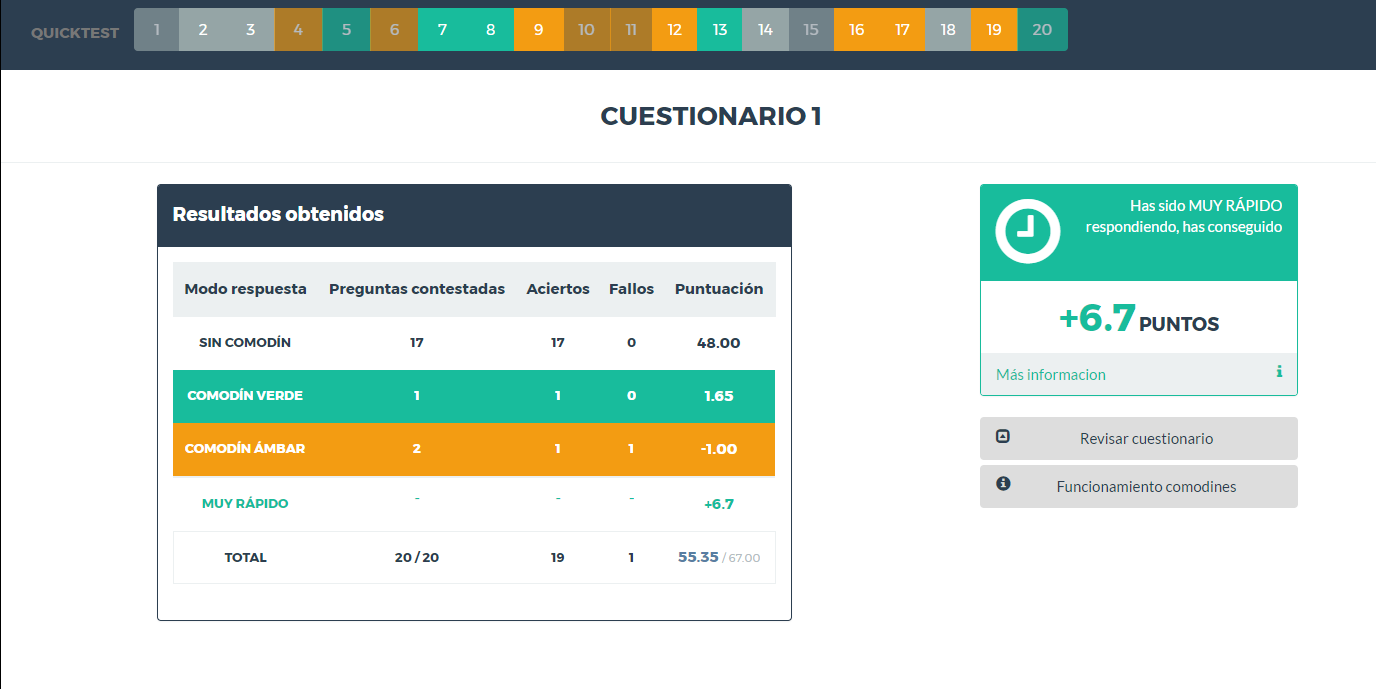 QUICKTEST 1 2 3 4 5 6 7 8 9 10 11 12 13 14 15 16 17 18 19 20
CUESTIONARIO 1
Resultados obtenidos
Modo respuesta Preguntas contestadas Aciertos Fallos Puntuación
SIN COMODÍN 17 17 0 48.00
COMODÍN VERDE 1 1 0 1.65
COMODÍN ÁMBAR 2 1 1 -1.00
MUY RÁPIDO - - - +6.7
TOTAL 20 / 20 19 1 55.35 / 67.00
Has sido MUY RÁPIDO
respondiendo, has conseguido
+6.7 PUNTOS
Más informacion
Revisar cuestionario
Funcionamiento comodines